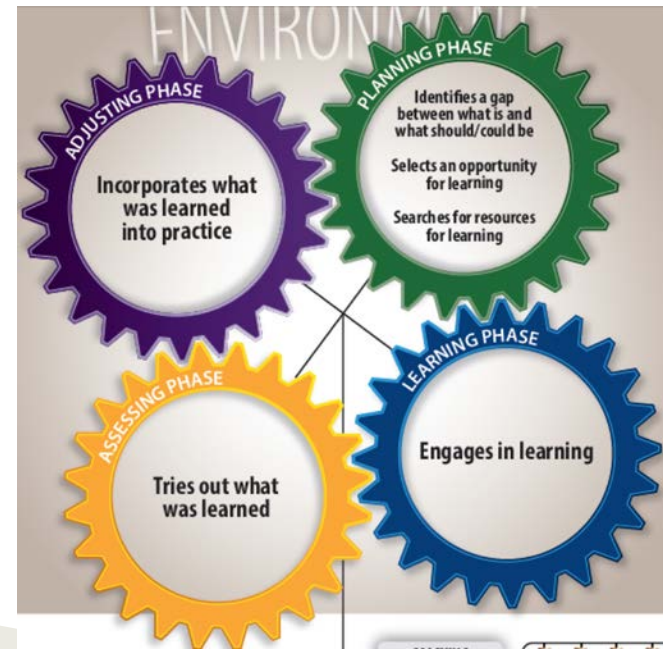 ENVIRONMENT
ADJUSTING PHASE
Incorporates what
was learned
into practice
PLANNING PHASE
Identifies a gap
between what is and
what should/could be
Selects an opportunity
for learning
Searches for resources
for learning
ASSESSING PHASE
Tries out what
was learned
LEARNING PHASE
Engages in learning